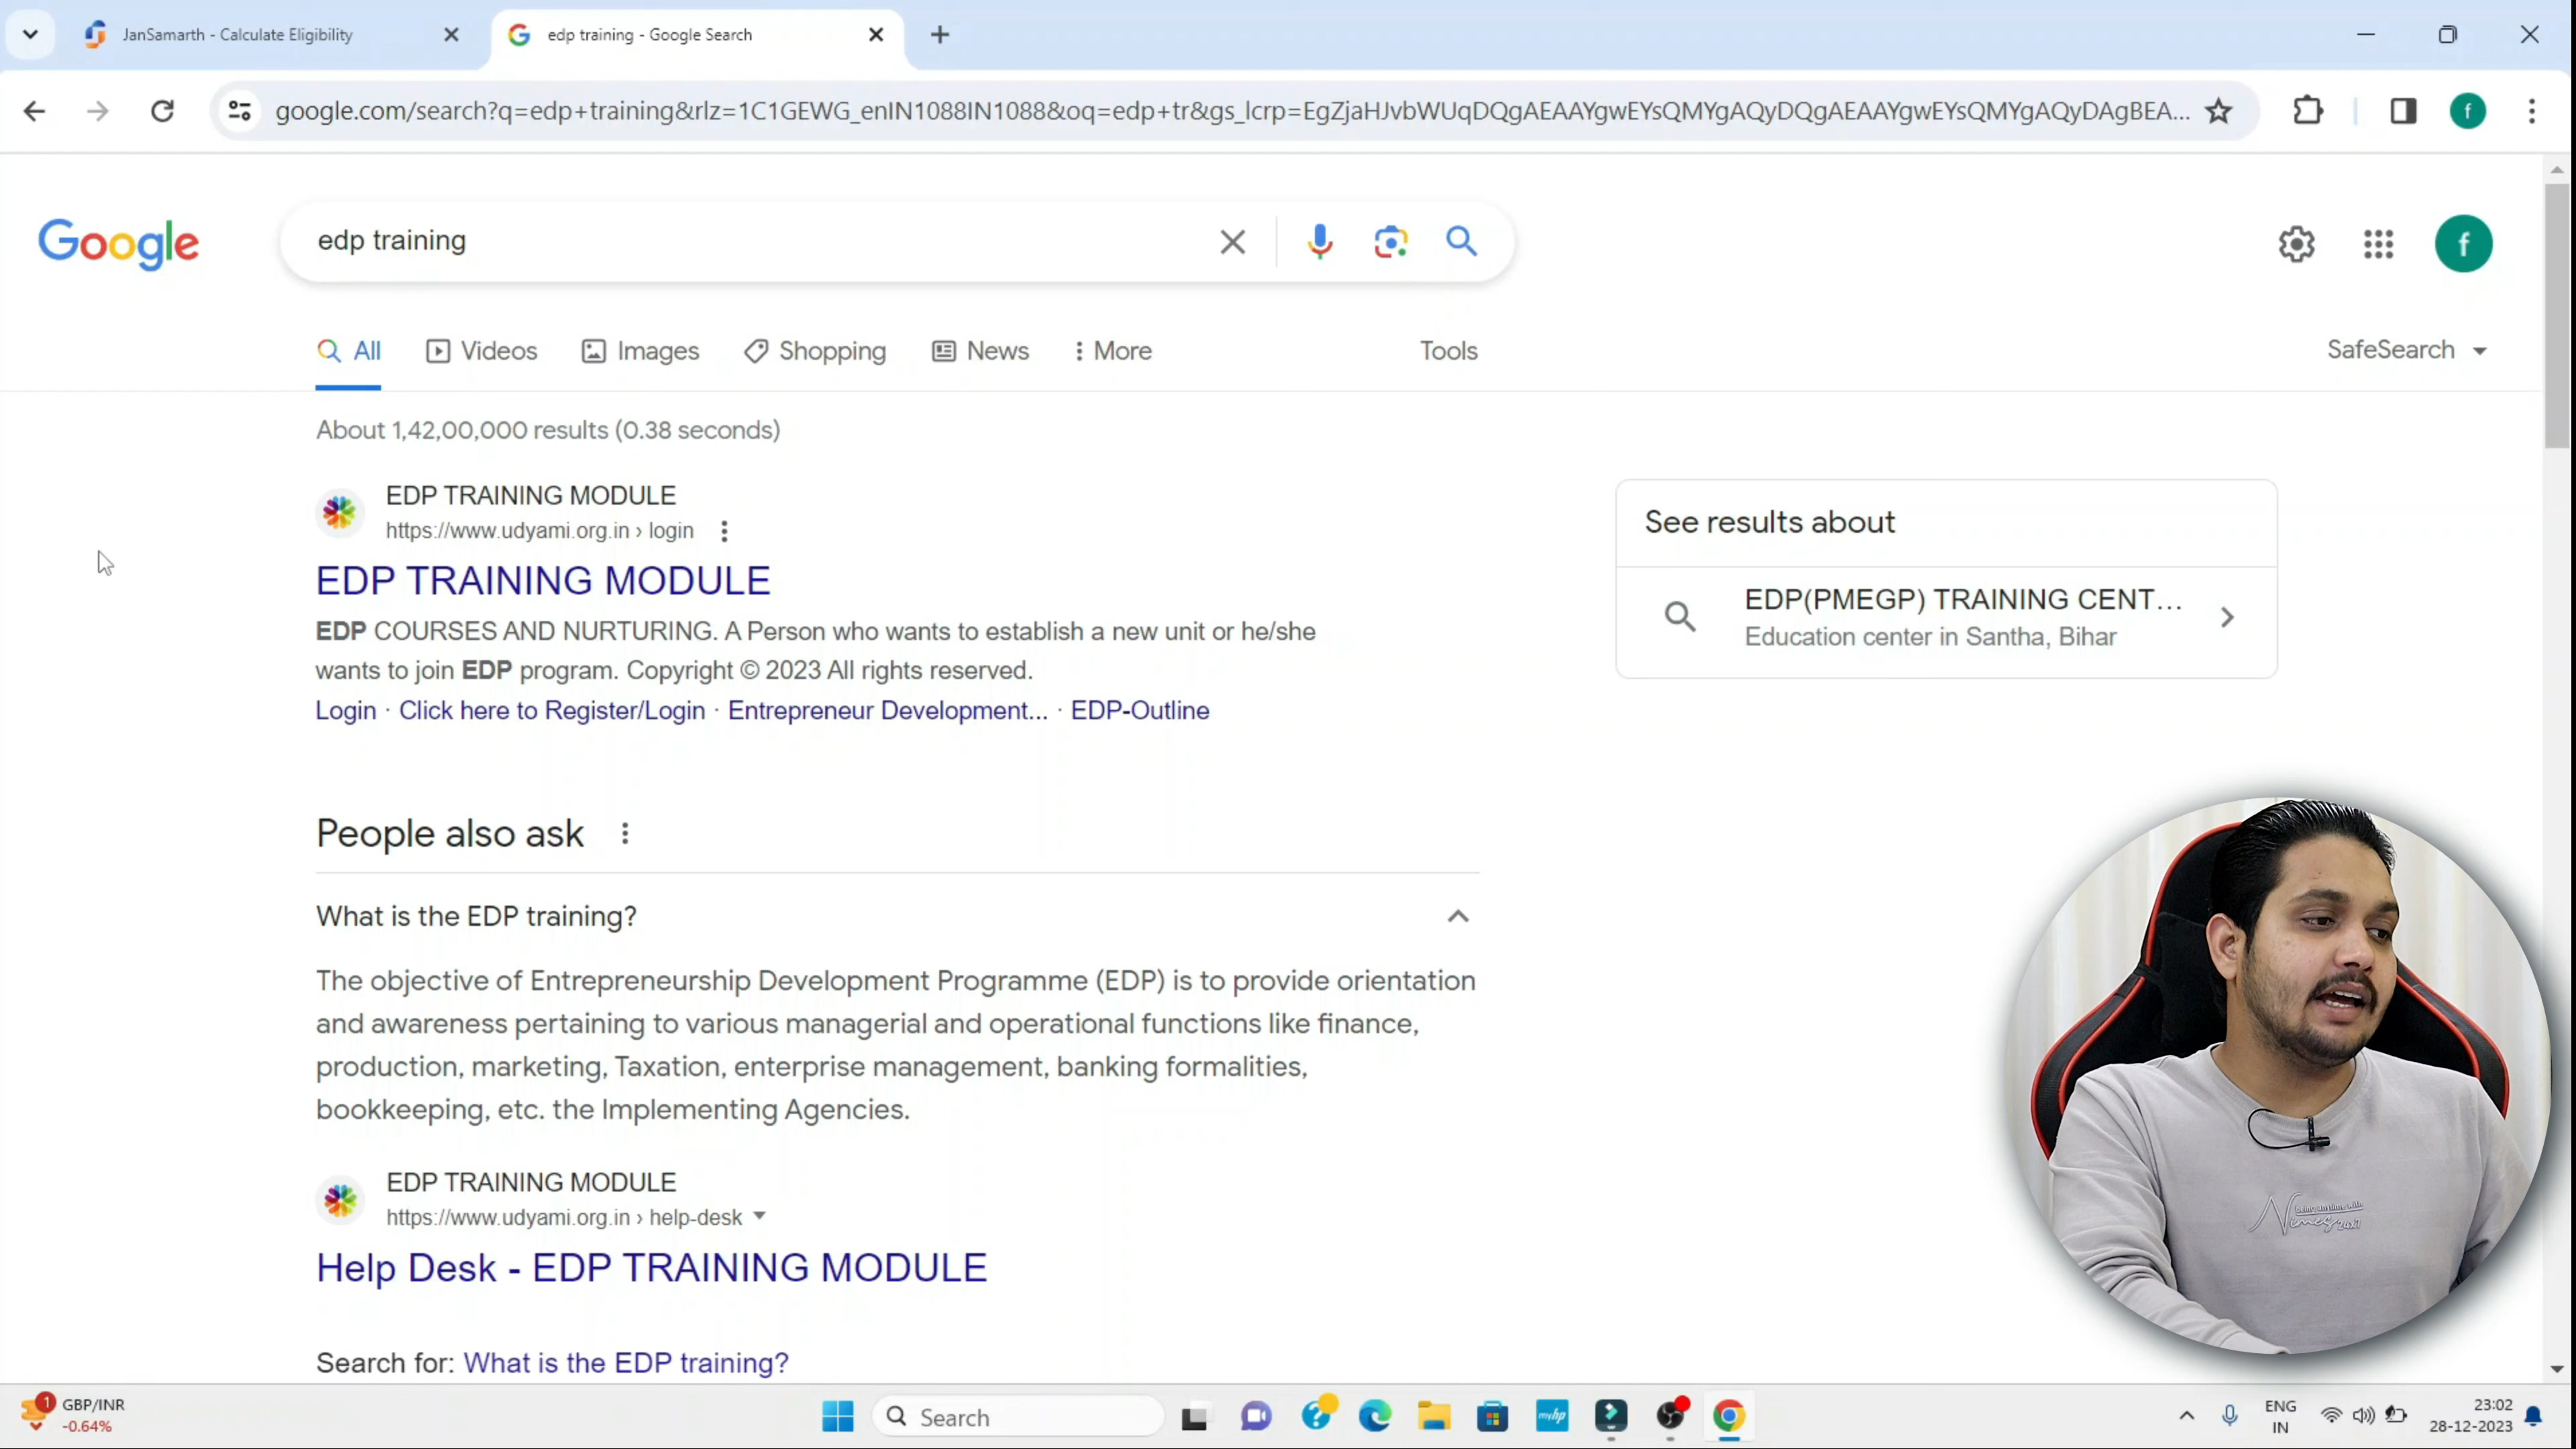 JanSamarth - Calculate Eligibility
edp training - Google Search
google.com/search?q=edp+training&rlz=1C1GEWG_enIN1088IN1088&oq=edp+tr&gs_lcrp=EgZjaHJvbWUqDQgAEAAYgwEYsQMYgAQyDQgAEAAYgwEYsQMYgAQyDAgBEA...
f
Google
edp training
f
All
Videos
Images
Shopping
News
More
Tools
SafeSearch
About 1,42,00,000 results (0.38 seconds)
EDP TRAINING MODULE
https://www.udyami.org.in › login
EDP TRAINING MODULE
EDP COURSES AND NURTURING. A Person who wants to establish a new unit or he/she
wants to join EDP program. Copyright © 2023 All rights reserved.
Login · Click here to Register/Login · Entrepreneur Development... · EDP-Outline
See results about
EDP(PMEGP) TRAINING CENT...
Education center in Santha, Bihar
People also ask
What is the EDP training?
The objective of Entrepreneurship Development Programme (EDP) is to provide orientation
and awareness pertaining to various managerial and operational functions like finance,
production, marketing, Taxation, enterprise management, banking formalities,
bookkeeping, etc. the Implementing Agencies.
EDP TRAINING MODULE
https://www.udyami.org.in › help-desk
Help Desk - EDP TRAINING MODULE
Search for: What is the EDP training?
1
GBP/INR
-0.64%
Search
myhp
ENG
IN
23:02
28-12-2023